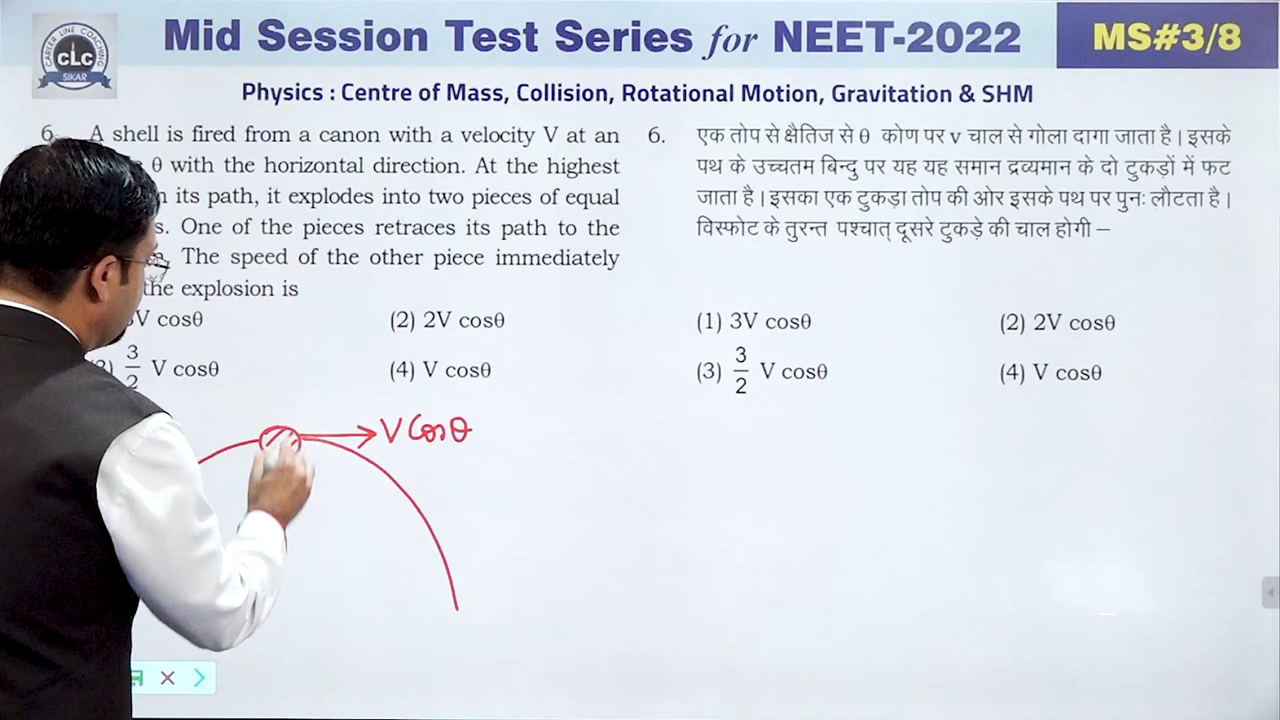 CAREER LINE COACHING
CLC
SIKAR
Mid Session Test Series for NEET-2022
MS#3/8
Physics : Centre of Mass, Collision, Rotational Motion, Gravitation & SHM
6. A shell is fired from a canon with a velocity V at an
θ with the horizontal direction. At the highest
its path, it explodes into two pieces of equal
One of the pieces retraces its path to the
The speed of the other piece immediately
the explosion is
V cosθ
(2) 2V cosθ
3/2 V cosθ
(4) V cosθ
6. एक तोप से क्षैतिज से θ कोण पर v चाल से गोला दागा जाता है। इसके
पथ के उच्चतम बिन्दु पर यह यह समान द्रव्यमान के दो टुकड़ों में फट
जाता है। इसका एक टुकड़ा तोप की ओर इसके पथ पर पुनः लौटता है।
विस्फोट के तुरन्त पश्चात् दूसरे टुकड़े की चाल होगी –
(1) 3V cosθ
(2) 2V cosθ
(3) 3/2 V cosθ
(4) V cosθ
V Cosθ